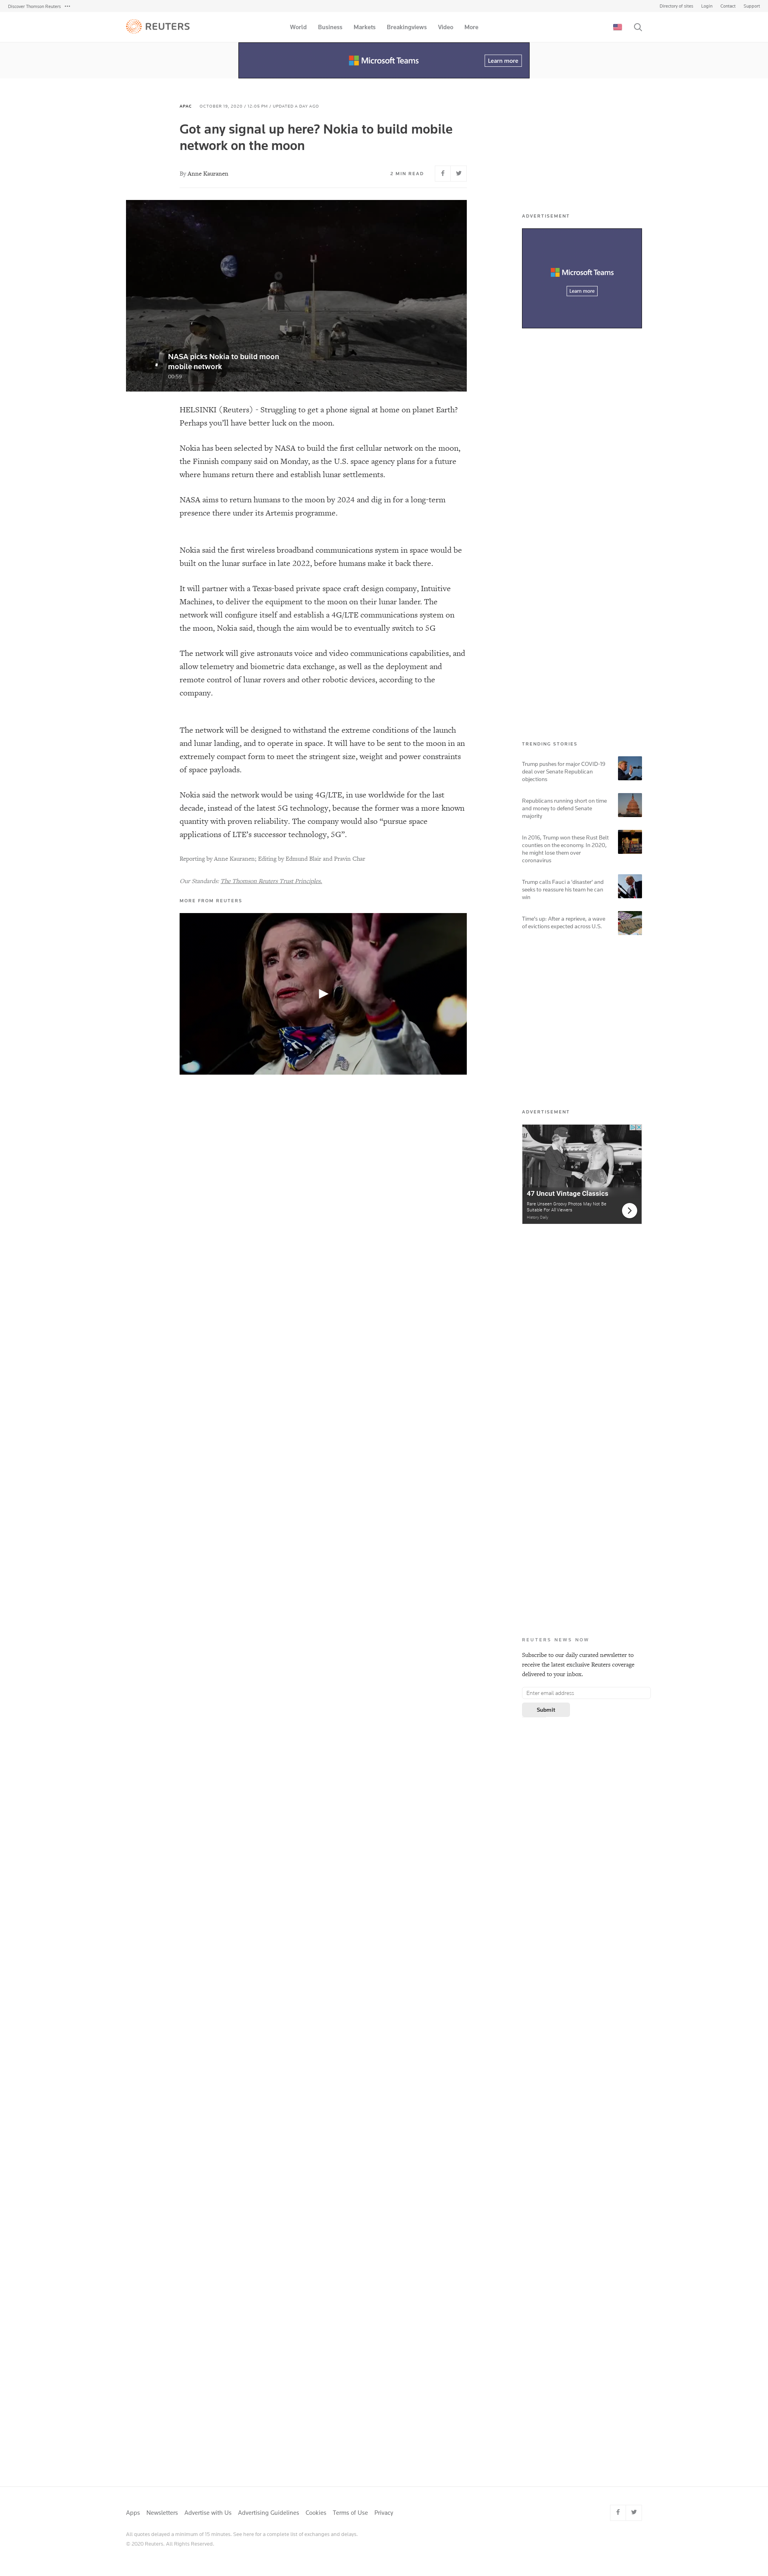 Discover Thomson Reuters
Directory of sites Login Contact Support
REUTERS
World Business Markets Breakingviews Video More
Microsoft Teams
Learn more
APAC OCTOBER 19, 2020 / 12:06 PM / UPDATED A DAY AGO
Got any signal up here? Nokia to build mobile
network on the moon
By Anne Kauranen
2 MIN READ
NASA picks Nokia to build moon
mobile network
00:59
HELSINKI (Reuters) - Struggling to get a phone signal at home on planet Earth?
Perhaps you’ll have better luck on the moon.
Nokia has been selected by NASA to build the first cellular network on the moon,
the Finnish company said on Monday, as the U.S. space agency plans for a future
where humans return there and establish lunar settlements.
NASA aims to return humans to the moon by 2024 and dig in for a long-term
presence there under its Artemis programme.
Nokia said the first wireless broadband communications system in space would be
built on the lunar surface in late 2022, before humans make it back there.
It will partner with a Texas-based private space craft design company, Intuitive
Machines, to deliver the equipment to the moon on their lunar lander. The
network will configure itself and establish a 4G/LTE communications system on
the moon, Nokia said, though the aim would be to eventually switch to 5G
The network will give astronauts voice and video communications capabilities, and
allow telemetry and biometric data exchange, as well as the deployment and
remote control of lunar rovers and other robotic devices, according to the
company.
The network will be designed to withstand the extreme conditions of the launch
and lunar landing, and to operate in space. It will have to be sent to the moon in an
extremely compact form to meet the stringent size, weight and power constraints
of space payloads.
Nokia said the network would be using 4G/LTE, in use worldwide for the last
decade, instead of the latest 5G technology, because the former was a more known
quantity with proven reliability. The company would also “pursue space
applications of LTE’s successor technology, 5G”.
Reporting by Anne Kauranen; Editing by Edmund Blair and Pravin Char
Our Standards: The Thomson Reuters Trust Principles.
MORE FROM REUTERS
ADVERTISEMENT
Microsoft Teams
Learn more
TRENDING STORIES
Trump pushes for major COVID-19
deal over Senate Republican
objections
Republicans running short on time
and money to defend Senate
majority
In 2016, Trump won these Rust Belt
counties on the economy. In 2020,
he might lose them over
coronavirus
Trump calls Fauci a 'disaster' and
seeks to reassure his team he can
win
Time's up: After a reprieve, a wave
of evictions expected across U.S.
ADVERTISEMENT
47 Uncut Vintage Classics
Rare Unseen Groovy Photos May Not Be
Suitable For All Viewers
REUTERS NEWS NOW
Subscribe to our daily curated newsletter to
receive the latest exclusive Reuters coverage
delivered to your inbox.
Enter email address
Submit
Apps Newsletters Advertise with Us Advertising Guidelines Cookies Terms of Use Privacy
All quotes delayed a minimum of 15 minutes. See here for a complete list of exchanges and delays.
© 2020 Reuters. All Rights Reserved.